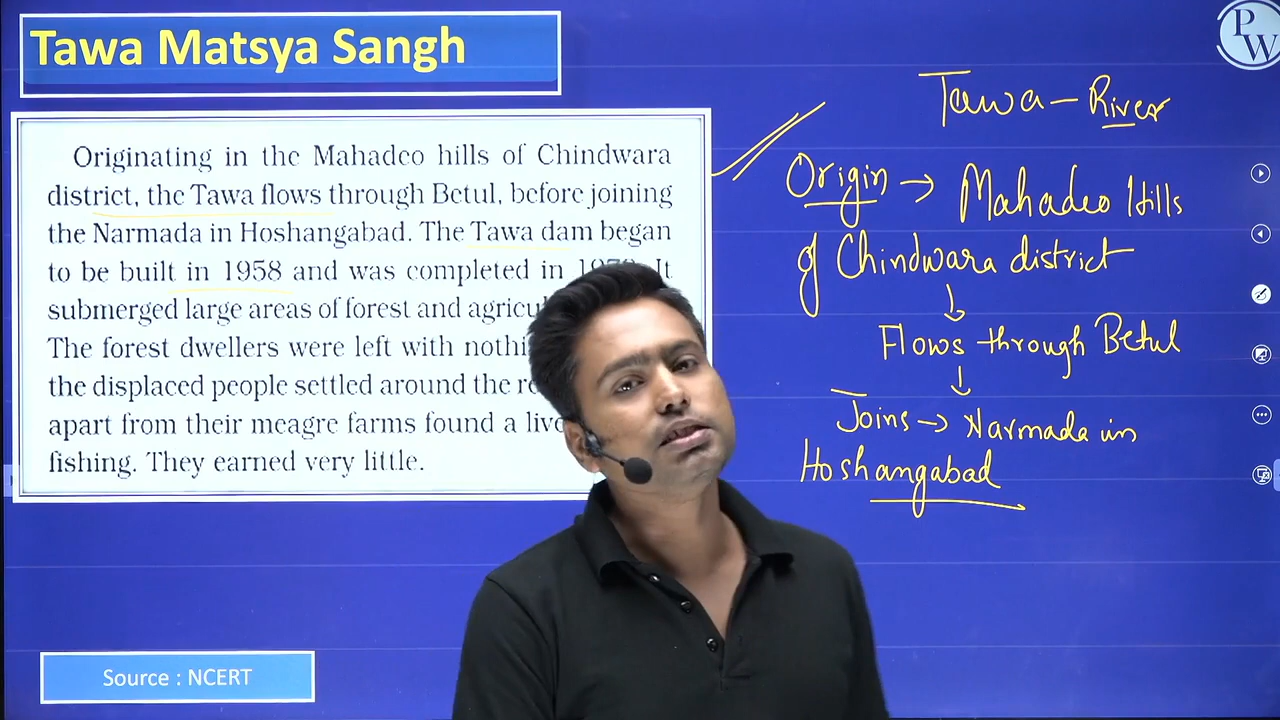 Tawa Matsya Sangh
PW
Originating in the Mahadeo hills of Chindwara
district, the Tawa flows through Betul, before joining
the Narmada in Hoshangabad. The Tawa dam began
to be built in 1958 and was completed in It
submerged large areas of forest and
The forest dwellers were left with
the displaced people settled around the
apart from their meagre farms found a
fishing. They earned very little.
Tawa – River
Origin → Mahadeo Hills
of Chindwara district
↓
Flows through Betul
↓
Joins → Narmada in
Hoshangabad
Source : NCERT